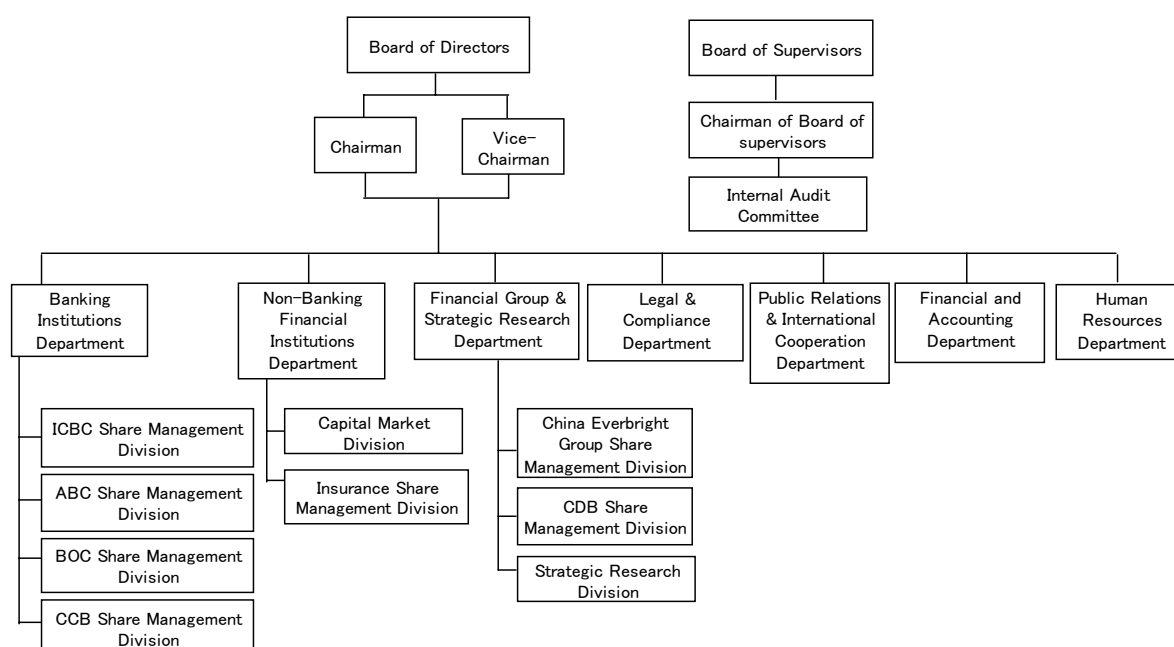 Board of Directors
Board of Supervisors
Chairman
Vice-
Chairman
Chairman of Board of
supervisors
Internal Audit
Committee
Banking
Institutions
Department
Non-Banking
Financial
Institutions
Department
Financial Group &
Strategic Research
Department
Legal &
Compliance
Department
Public Relations
& International
Cooperation
Department
Financial and
Accounting
Department
Human
Resources
Department
ICBC Share Management
Division
ABC Share Management
Division
BOC Share Management
Division
CCB Share Management
Division
Capital Market
Division
Insurance Share
Management Division
China Everbright
Group Share
Management Division
CDB Share
Management Division
Strategic Research
Division